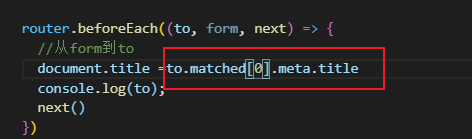 router.beforeEach((to, form, next) => {
//从form到to
document.title =to.matched[0].meta.title
console.log(to);
next()
})